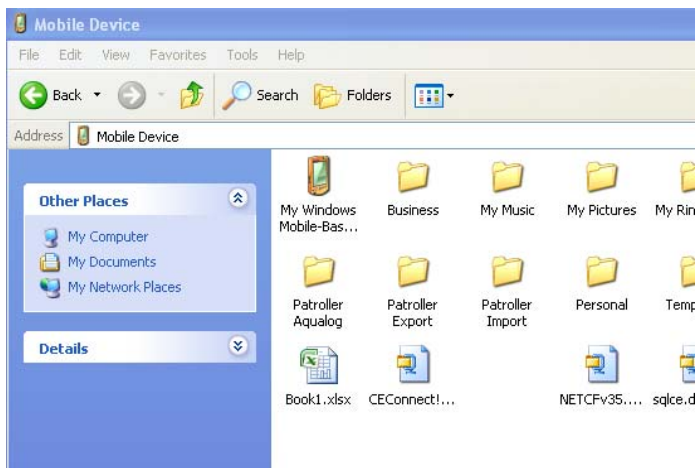 Mobile Device
File Edit View Favorites Tools Help
Back Search Folders
Address Mobile Device
Other Places
My Computer
My Documents
My Network Places
Details
My Windows Mobile-Bas...
Business
My Music
My Pictures
My Rin
Patroller Aqualog
Patroller Export
Patroller Import
Personal
Temp
Book1.xlsx
CEConnect!...
NETCFv35....
sqlce.d